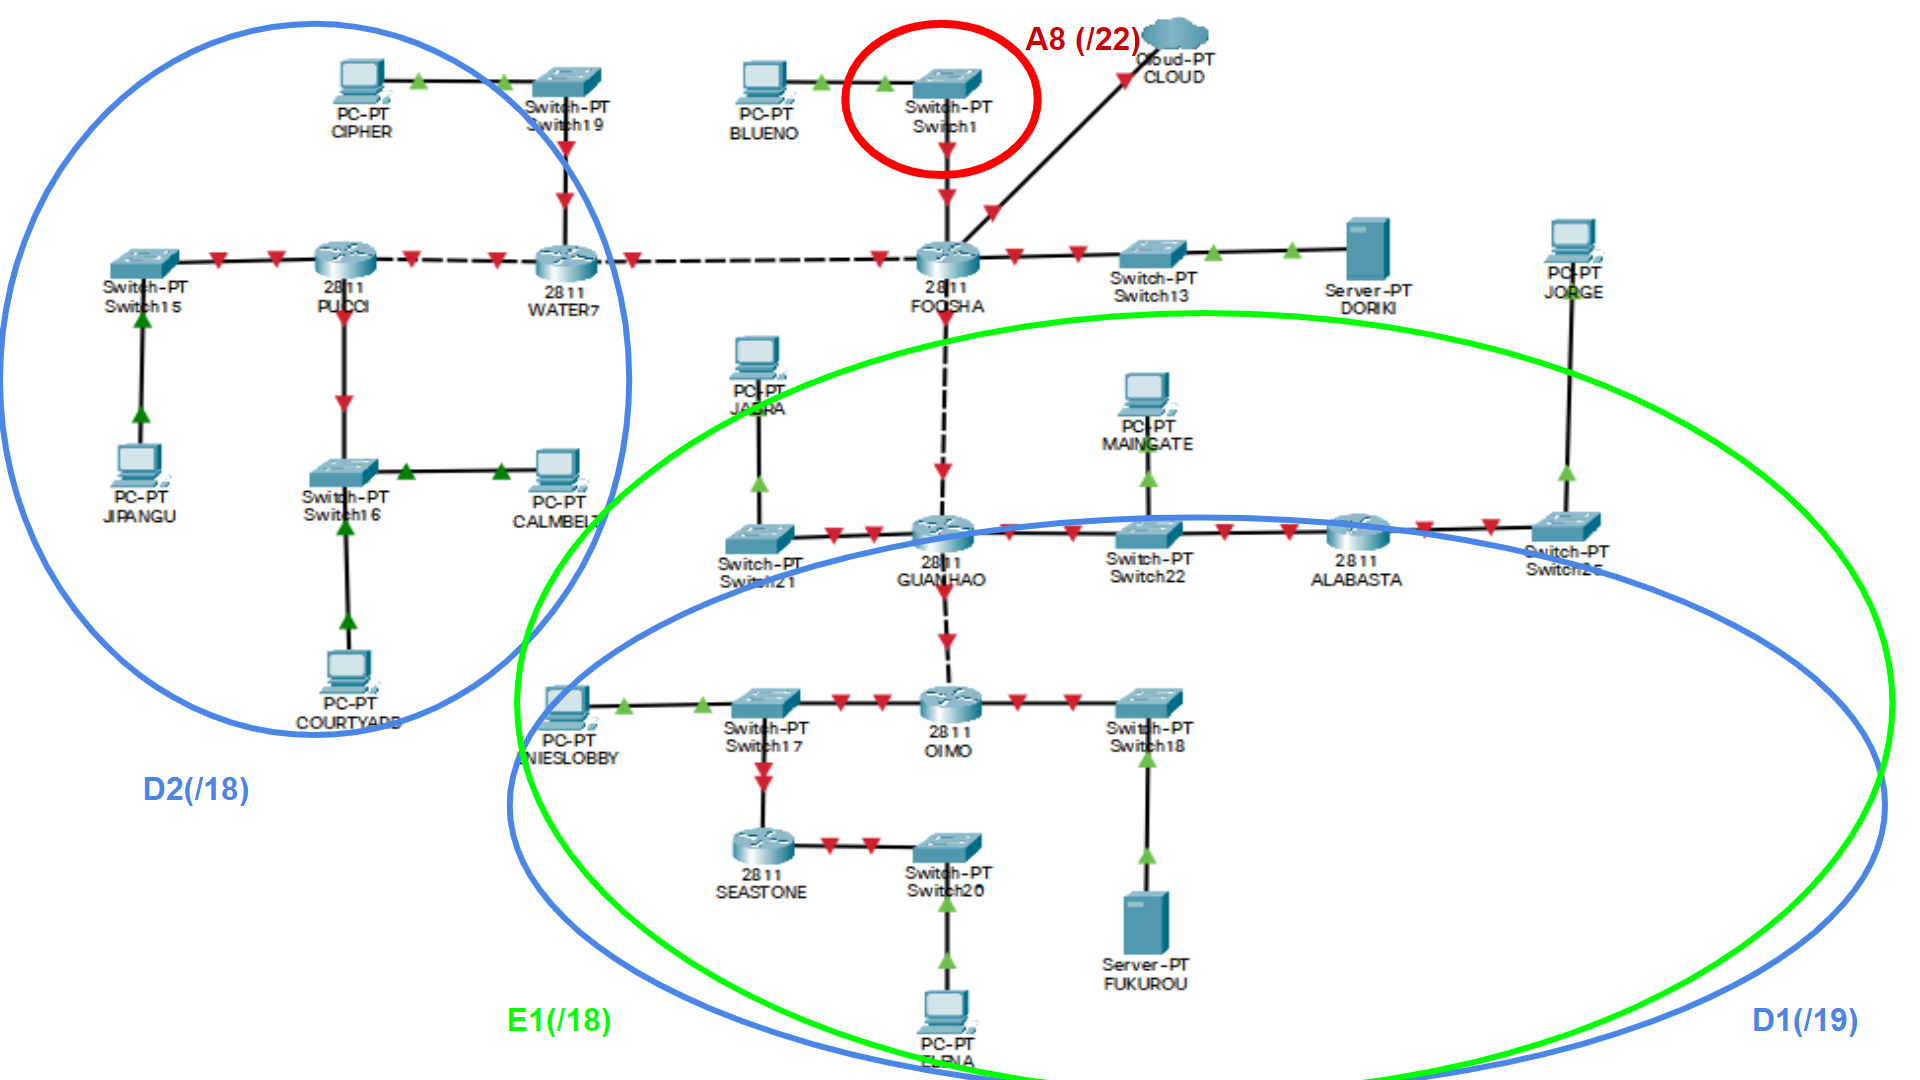 A8 (/22)
Cloud-PT
CLOUD
PC-PT
CIPHER
Switch-PT
Switch19
PC-PT
BLUENO
Switch-PT
Switch1
Switch-PT
Switch15
2811
PUCCI
2811
WATER7
2811
FOOSHA
Switch-PT
Switch13
Server-PT
DORIKI
PC-PT
JORGE
PC-PT
JABRA
PC-PT
MAINGATE
PC-PT
JIPANGU
Switch-PT
Switch16
PC-PT
CALMBELT
Switch-PT
Switch21
2811
GUANHAO
Switch-PT
Switch22
2811
ALABASTA
Switch-PT
Switch25
PC-PT
COURTYARD
PC-PT
ENIESLOBBY
Switch-PT
Switch17
2811
OIMO
Switch-PT
Switch18
D2(/18)
2811
SEASTONE
Switch-PT
Switch20
Server-PT
FUKUROU
E1(/18)
D1(/19)
PC-PT
ELENA